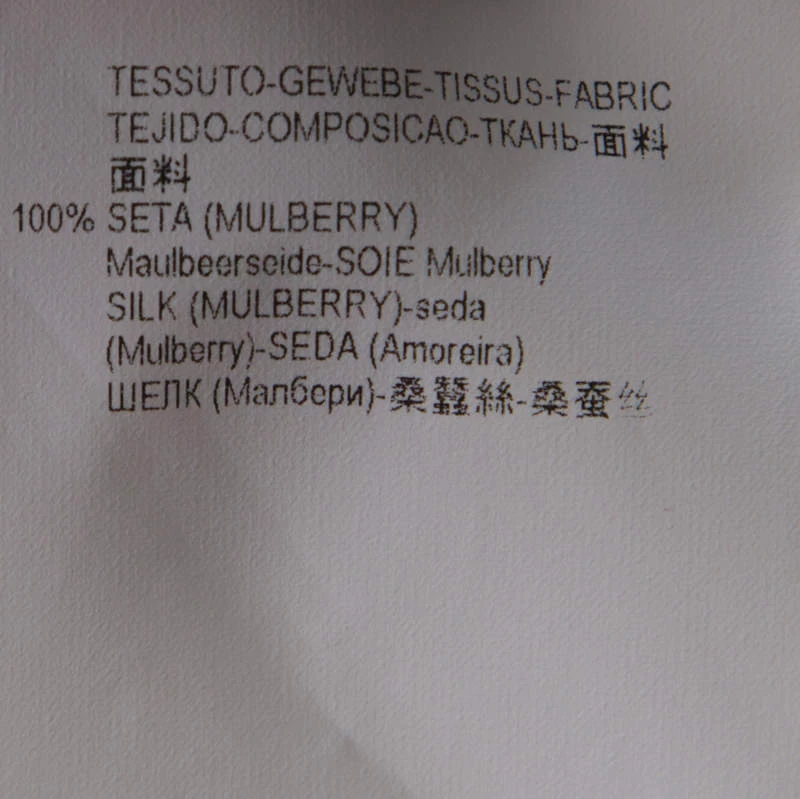 TESSUTO-GEWEBE-TISSUS-FABRIC
TEJIDO-COMPOSICAO-ТКАНЬ-面料
面料
100% SETA (MULBERRY)
Maulbeerseide-SOIE Mulberry
SILK (MULBERRY)-seda
(Mulberry)-SEDA (Amoreira)
ШЕЛК (Малбери)-桑蠶絲-桑蚕丝